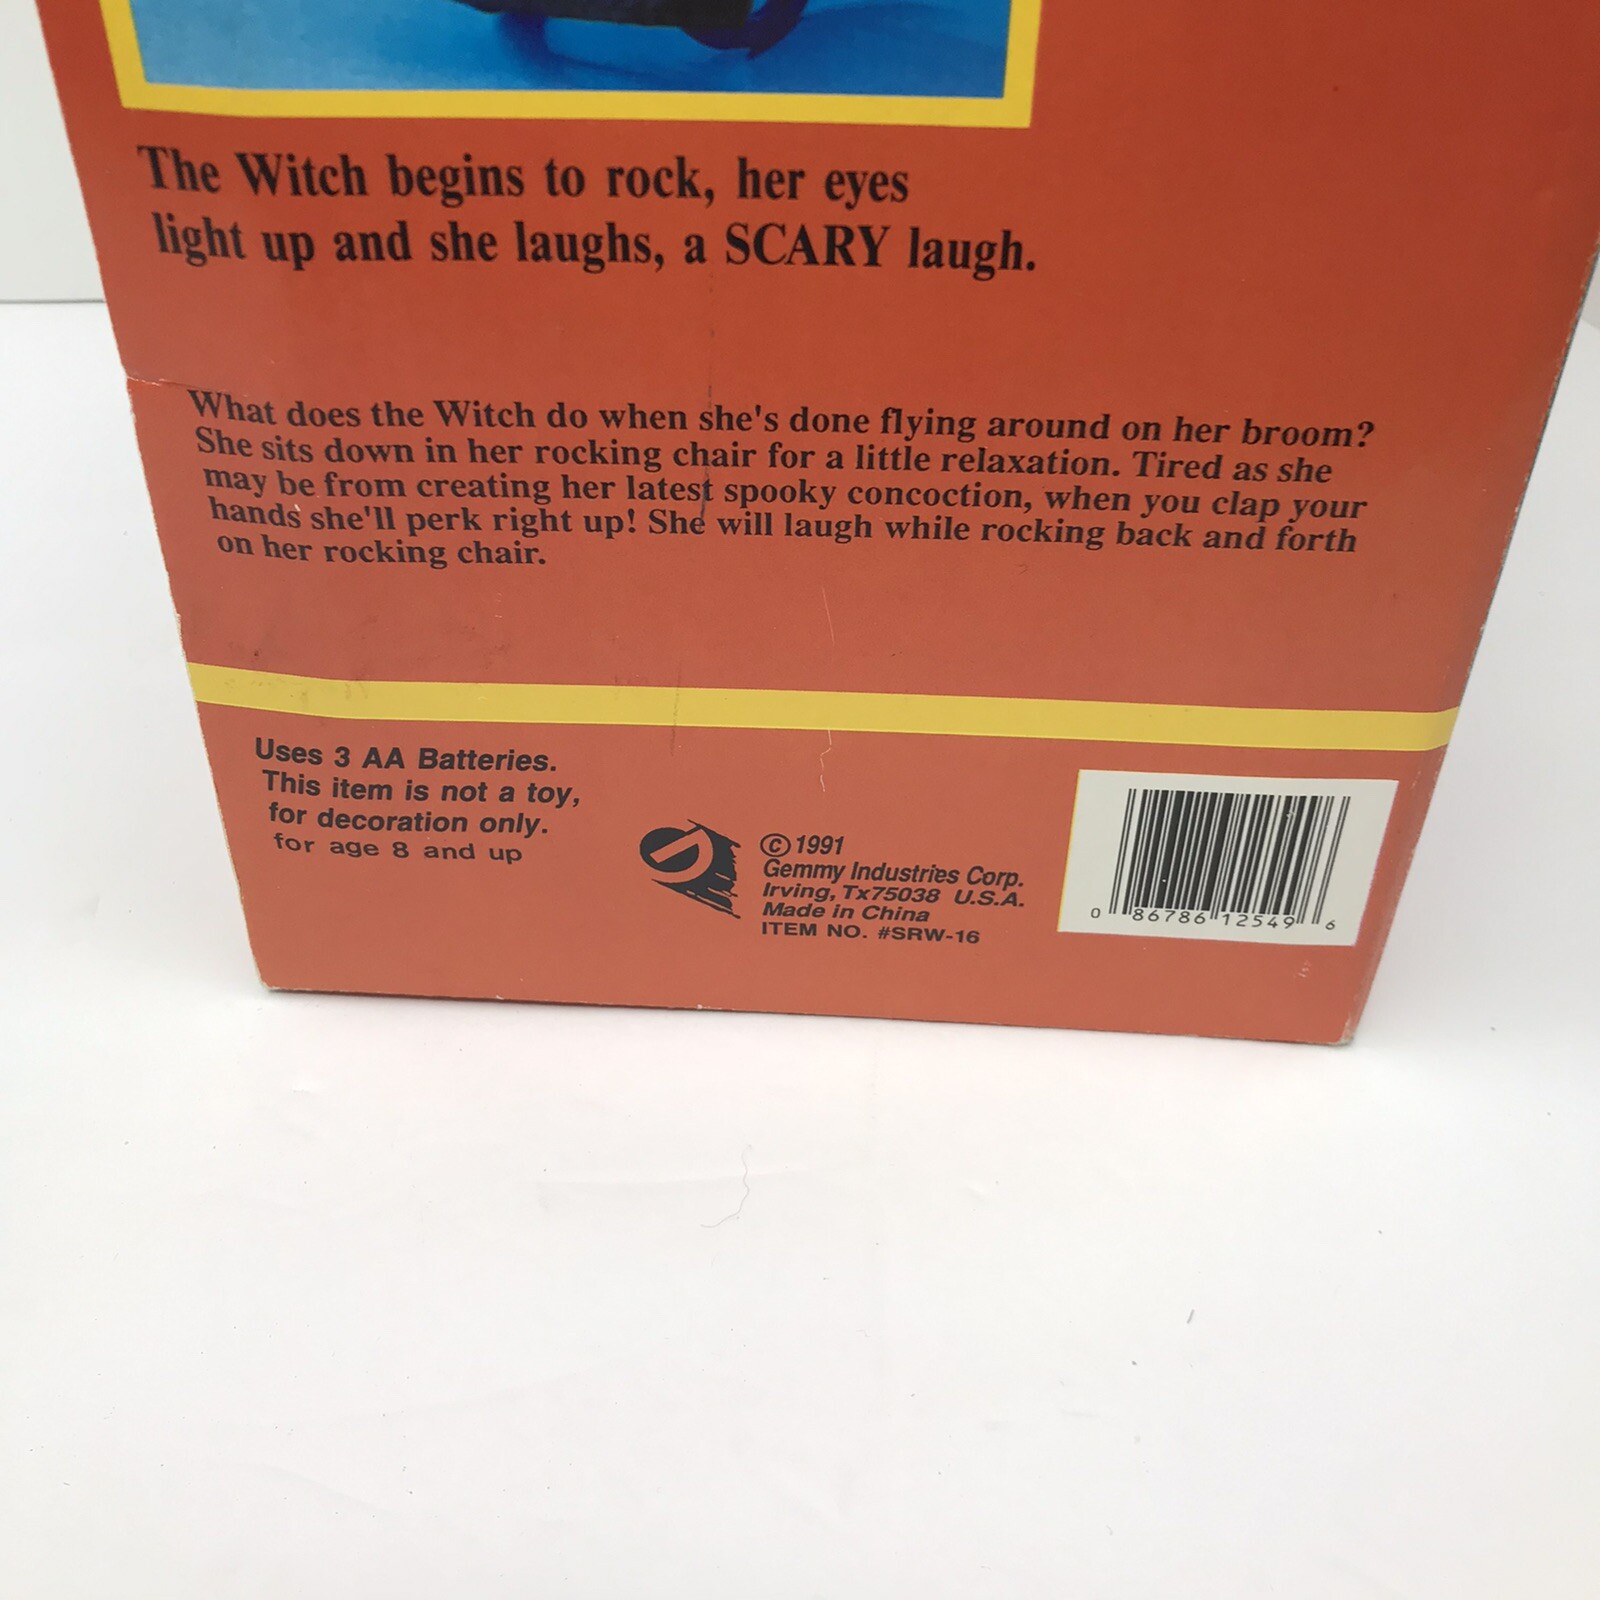 The Witch begins to rock, her eyes
light up and she laughs, a SCARY laugh.
What does the Witch do when she's done flying around on her broom?
She sits down in her rocking chair for a little relaxation. Tired as she
may be from creating her latest spooky concoction, when you clap your
hands she'll perk right up! She will laugh while rocking back and forth
on her rocking chair.
Uses 3 AA Batteries.
This item is not a toy,
for decoration only.
for age 8 and up
©1991
Gemmy Industries Corp.
Irving, Tx75038 U.S.A.
Made in China
ITEM NO. #SRW-16
0 86786 12549 6